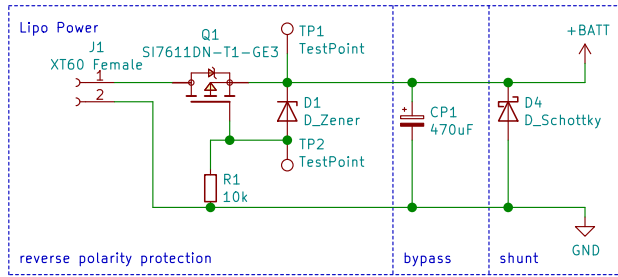 Lipo Power
J1
XT60 Female
1
2
Q1
SI7611DN-T1-GE3
TP1
TestPoint
+BATT
D1
D_Zener
TP2
TestPoint
R1
10k
+
CP1
470uF
D4
D_Schottky
GND
reverse polarity protection
bypass
shunt